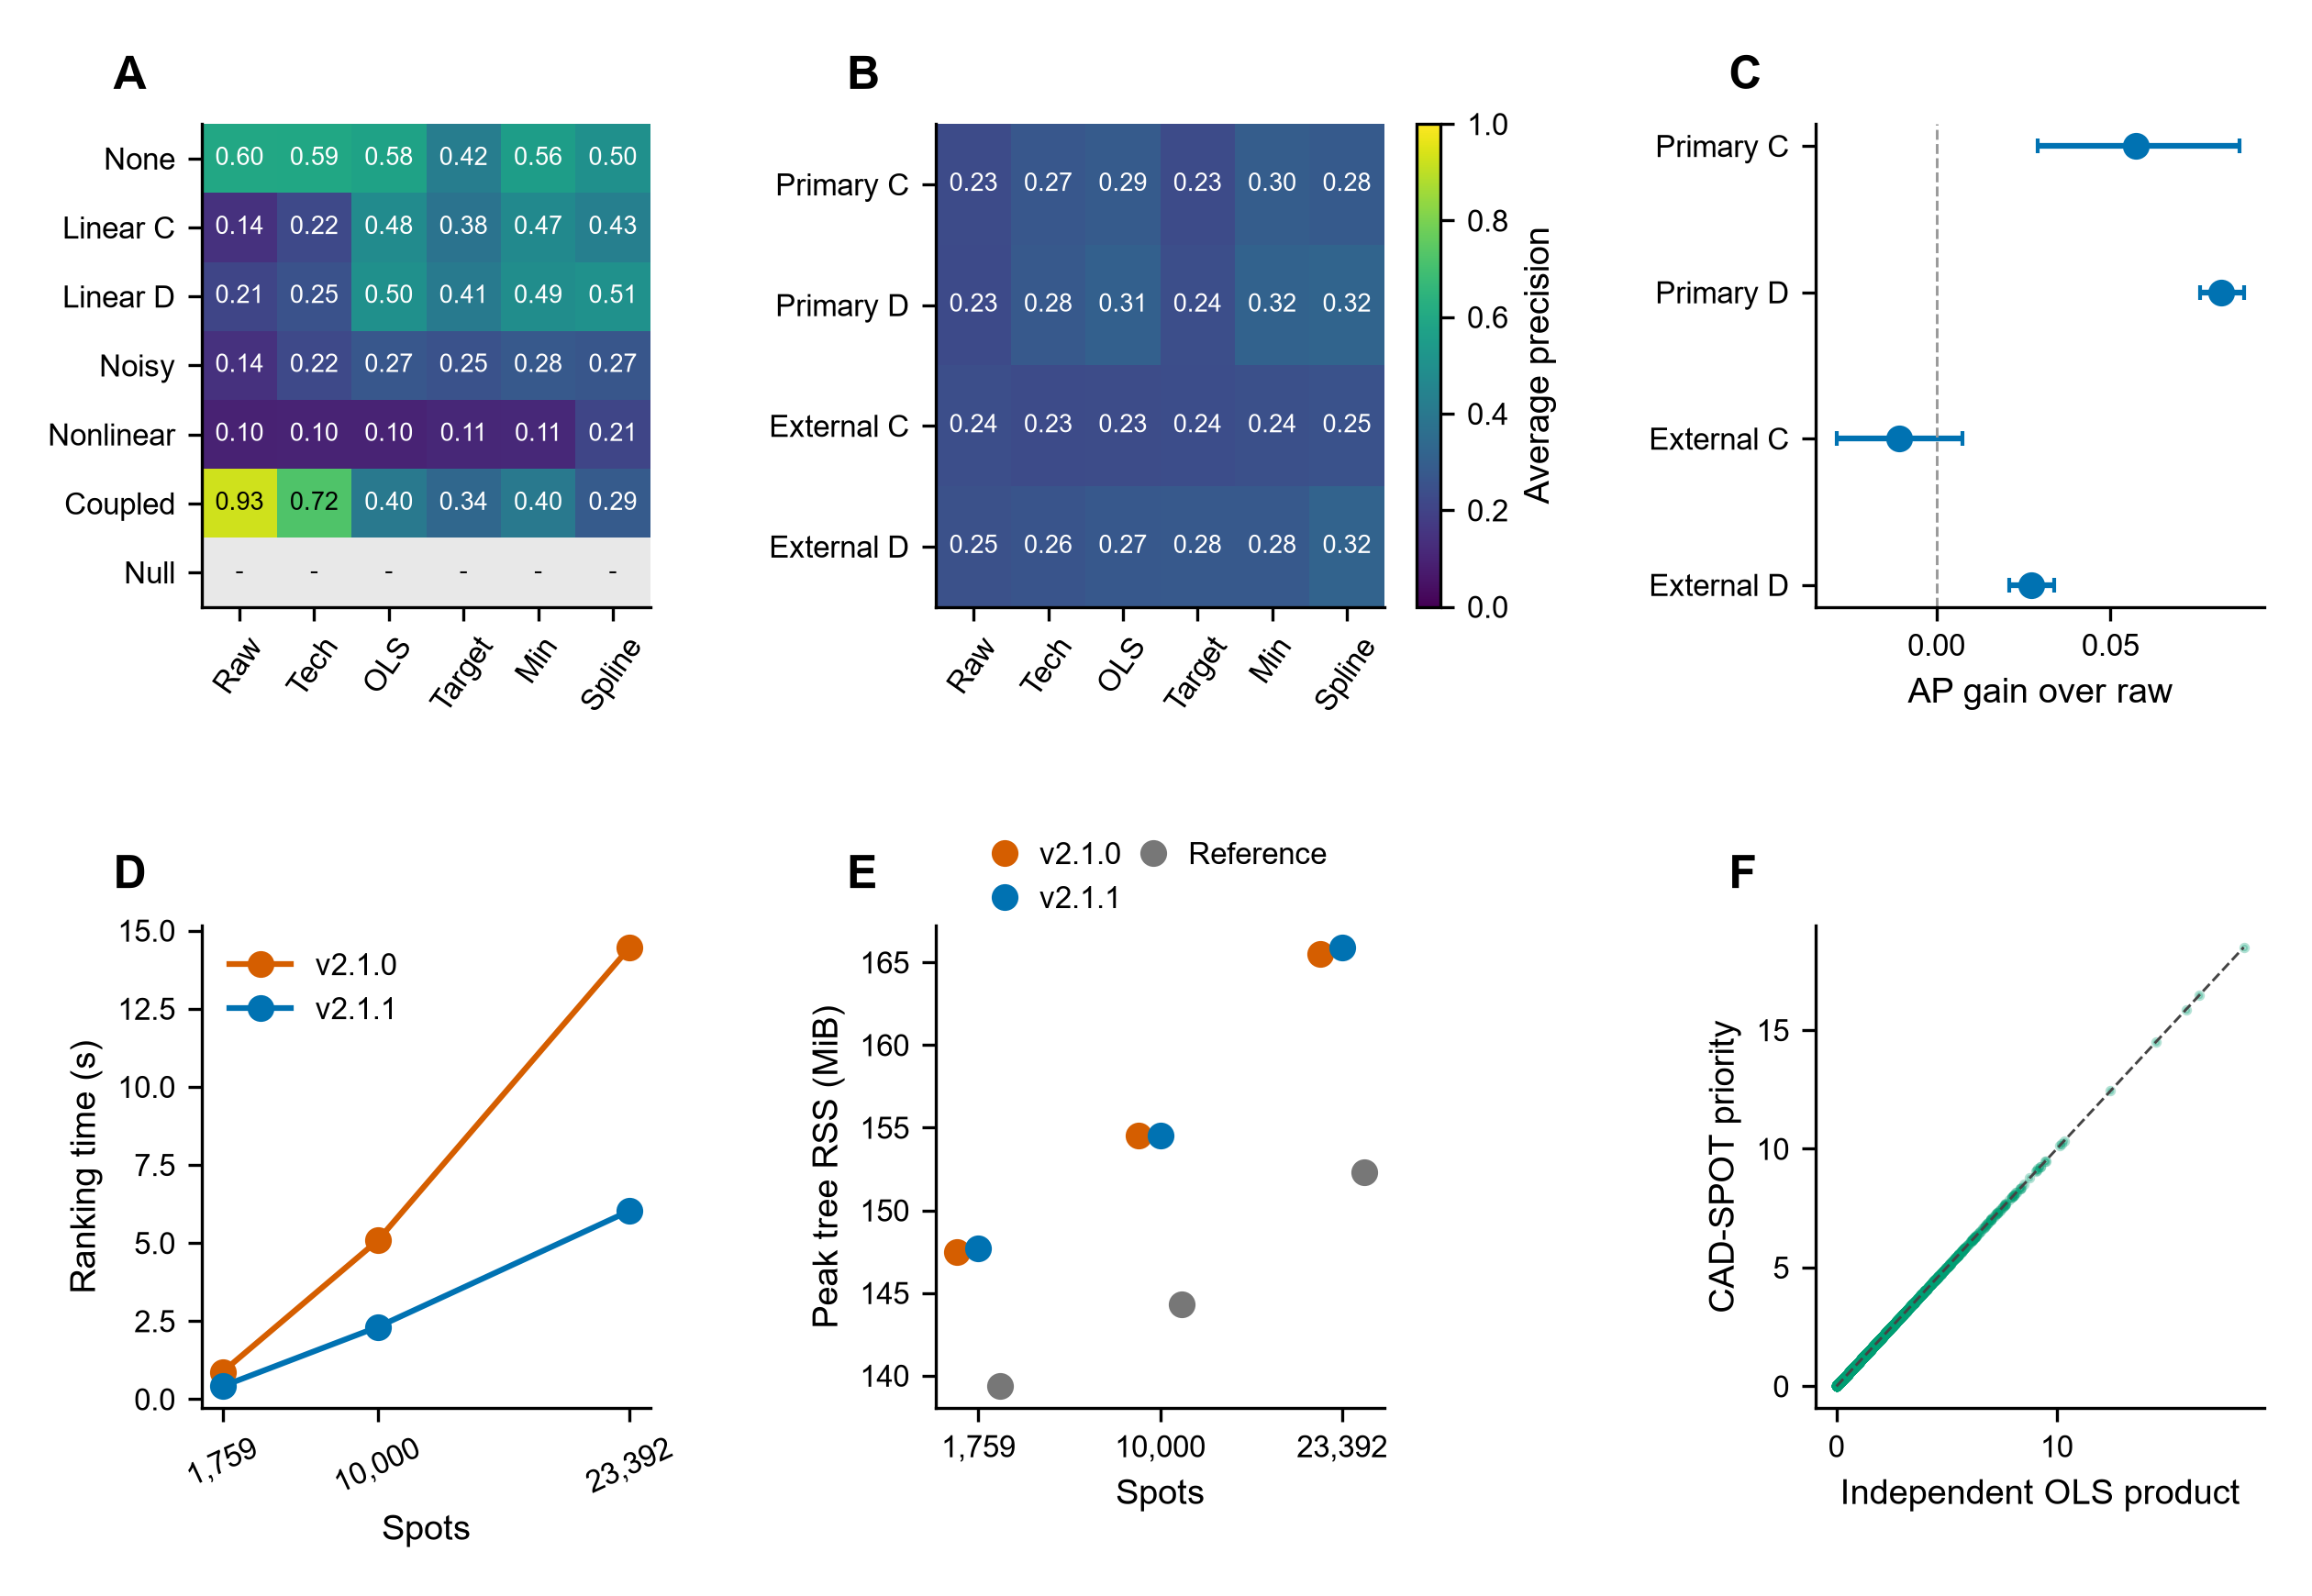 A
None 0.60 0.59 0.58 0.42 0.56 0.50
Linear C 0.14 0.22 0.48 0.38 0.47 0.43
Linear D 0.21 0.25 0.50 0.41 0.49 0.51
Noisy 0.14 0.22 0.27 0.25 0.28 0.27
Nonlinear 0.10 0.10 0.10 0.11 0.11 0.21
Coupled 0.93 0.72 0.40 0.34 0.40 0.29
Null - - - - - -
Raw Tech OLS Target Min Spline
B
Primary C 0.23 0.27 0.29 0.23 0.30 0.28
Primary D 0.23 0.28 0.31 0.24 0.32 0.32
External C 0.24 0.23 0.23 0.24 0.24 0.25
External D 0.25 0.26 0.27 0.28 0.28 0.32
Raw Tech OLS Target Min Spline
1.0
0.8
0.6
0.4
0.2
0.0
Average precision
C
Primary C
Primary D
External C
External D
0.00 0.05
AP gain over raw
D
v2.1.0
v2.1.1
15.0
12.5
10.0
7.5
5.0
2.5
0.0
Ranking time (s)
1,759 10,000 23,392
Spots
E
v2.1.0 Reference
v2.1.1
165
160
155
150
145
140
Peak tree RSS (MiB)
1,759 10,000 23,392
Spots
F
15
10
5
0
CAD-SPOT priority
0 10
Independent OLS product